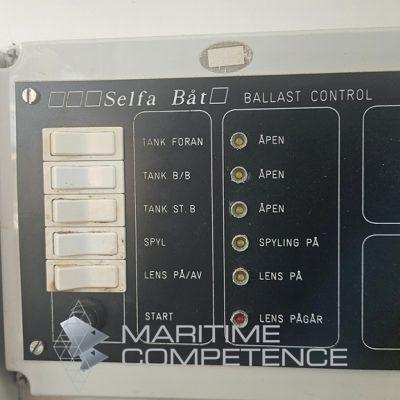 Selfa Båt BALLAST CONTROL
TANK FORAN ÅPEN
TANK B/B ÅPEN
TANK ST.B ÅPEN
SPYL SPYLING PÅ
LENS PÅ/AV LENS PÅ
START LENS PÅGÅR
MARITIME
COMPETENCE